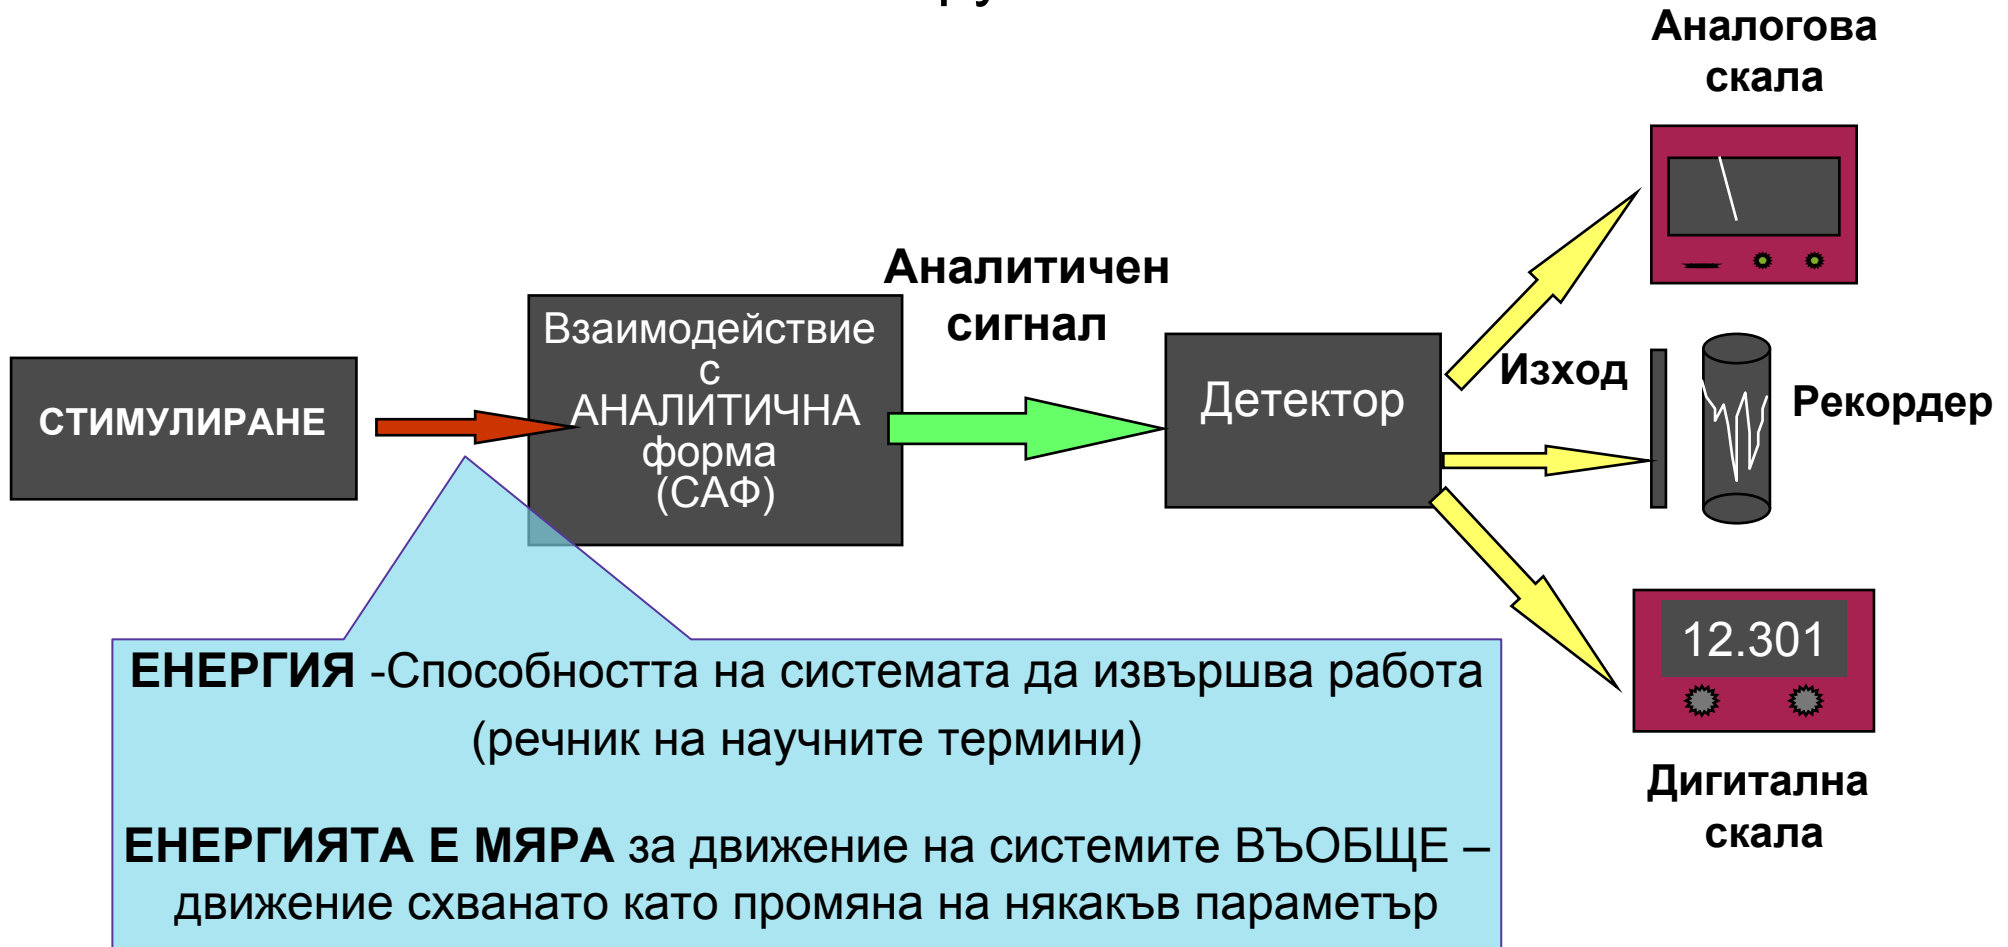 Аналогова
скала
Аналитичен
сигнал
СТИМУЛИРАНЕ
Взаимодействие
с
АНАЛИТИЧНА
форма
(САФ)
Детектор
Изход
Рекордер
12.301
Дигитална
скала
ЕНЕРГИЯ -Способността на системата да извършва работа
(речник на научните термини)
ЕНЕРГИЯТА Е МЯРА за движение на системите ВЪОБЩЕ –
движение схванато като промяна на някакъв параметър